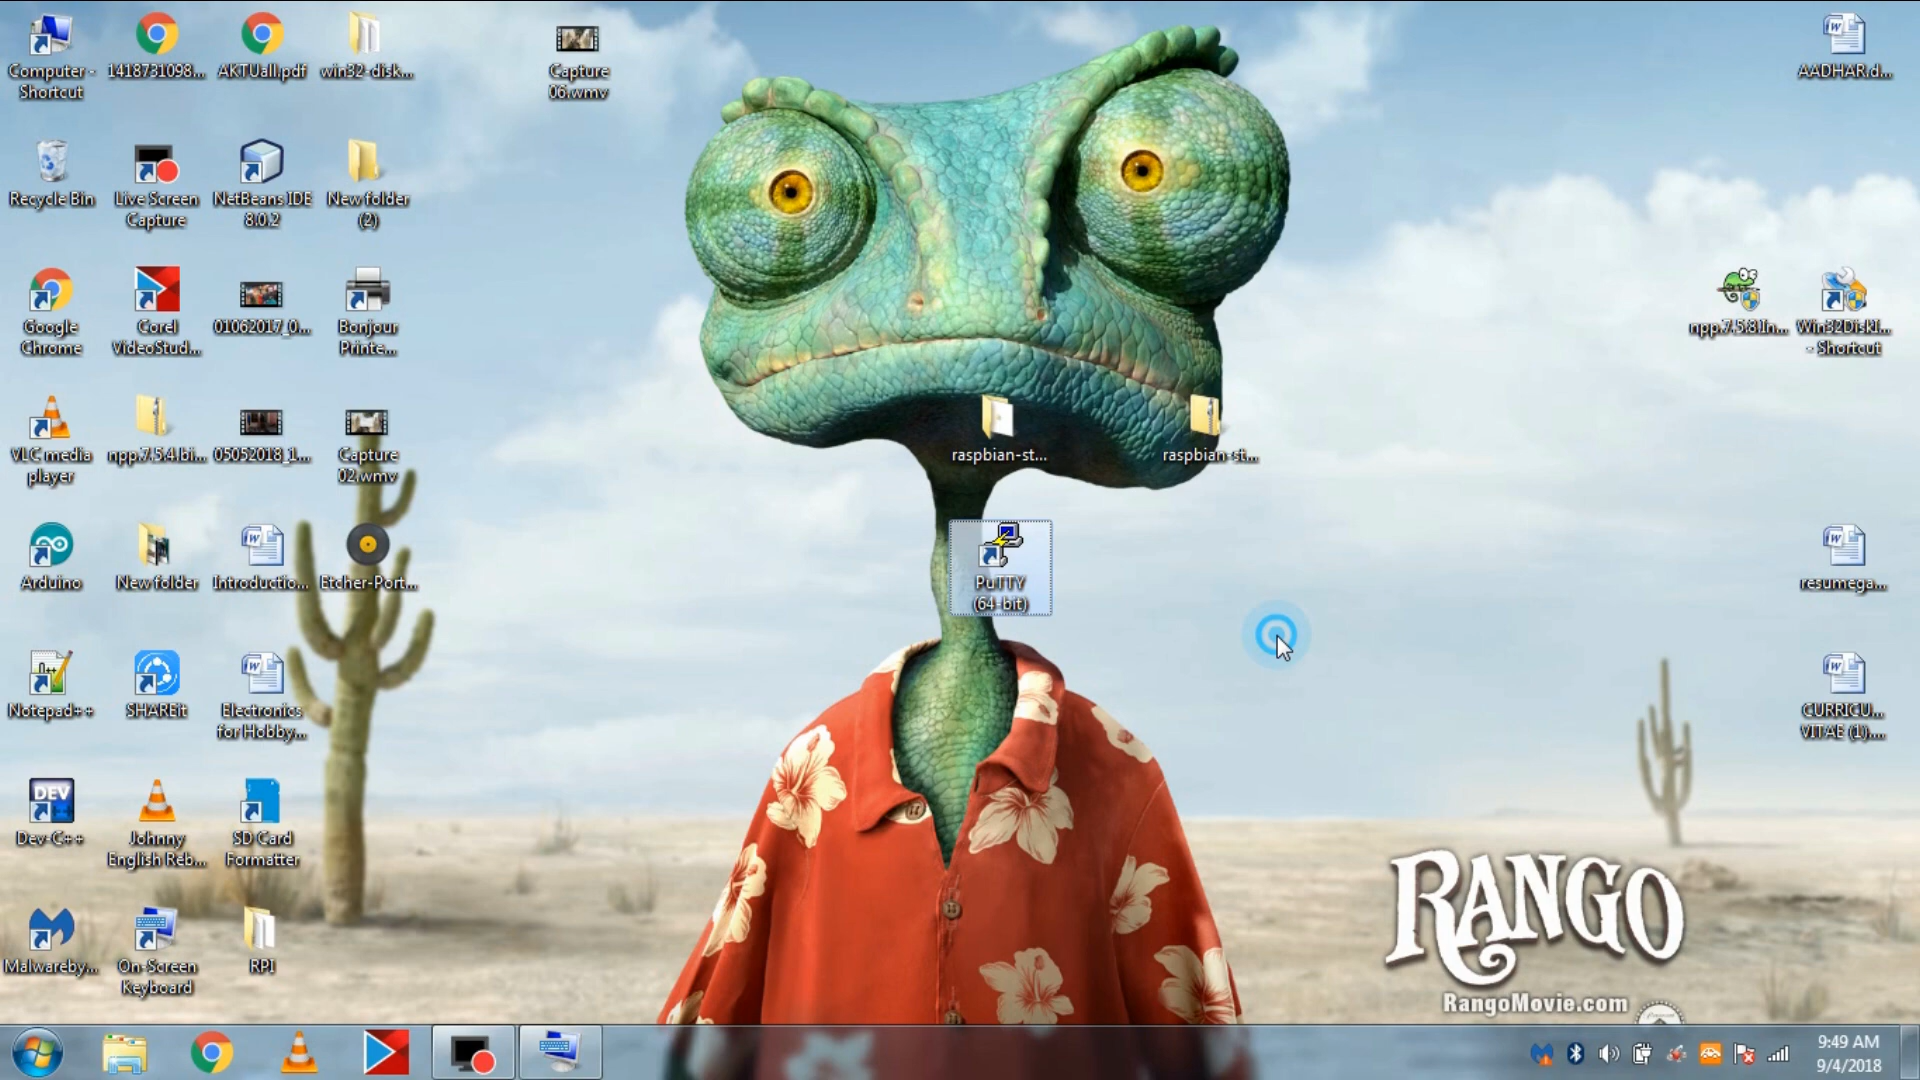 Computer -
Shortcut
1418731098...
AKTUall.pdf
win32-disk...
Capture
06.wmv
AADHAR.d...
Recycle Bin
Live Screen
Capture
NetBeans IDE
8.0.2
New folder
(2)
Google
Chrome
Corel
VideoStud...
01062017_0...
Bonjour
Printe...
npp.7.5.8.In...
Win32DiskI...
- Shortcut
VLC media
player
npp.7.5.4.bi...
05052018_1...
Capture
02.wmv
raspbian-st...
raspbian-st...
Arduino
New folder
Introductio...
Etcher-Port...
PuTTY
(64-bit)
resumega...
Notepad++
SHAREit
Electronics
for Hobby...
CURRICU...
VITAE (1)....
DEV
Dev-C++
Johnny
English Reb...
SD Card
Formatter
Malwareby...
On-Screen
Keyboard
RPI
RANGO
RangoMovie.com
9:49 AM
9/4/2018